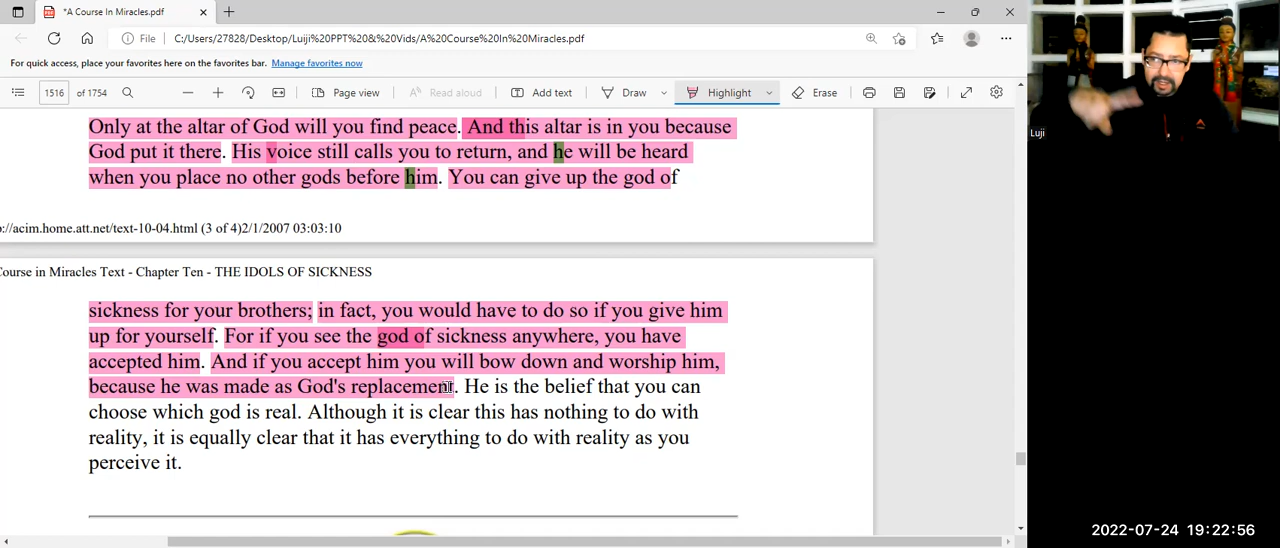 *A Course In Miracles.pdf
File
C:/Users/27828/Desktop/Luiji%20PPT%20&%20Vids/A%20Course%20In%20Miracles.pdf
For quick access, place your favorites here on the favorites bar. Manage favorites now
1516 of 1754
Page view
Read aloud
Add text
Draw
Highlight
Erase
Only at the altar of God will you find peace. And this altar is in you because
God put it there. His voice still calls you to return, and he will be heard
when you place no other gods before him. You can give up the god of
p://acim.home.att.net/text-10-04.html (3 of 4)2/1/2007 03:03:10
Course in Miracles Text - Chapter Ten - THE IDOLS OF SICKNESS
sickness for your brothers; in fact, you would have to do so if you give him
up for yourself. For if you see the god of sickness anywhere, you have
accepted him. And if you accept him you will bow down and worship him,
because he was made as God's replacement. He is the belief that you can
choose which god is real. Although it is clear this has nothing to do with
reality, it is equally clear that it has everything to do with reality as you
perceive it.
Luji
2022-07-24 19:22:56